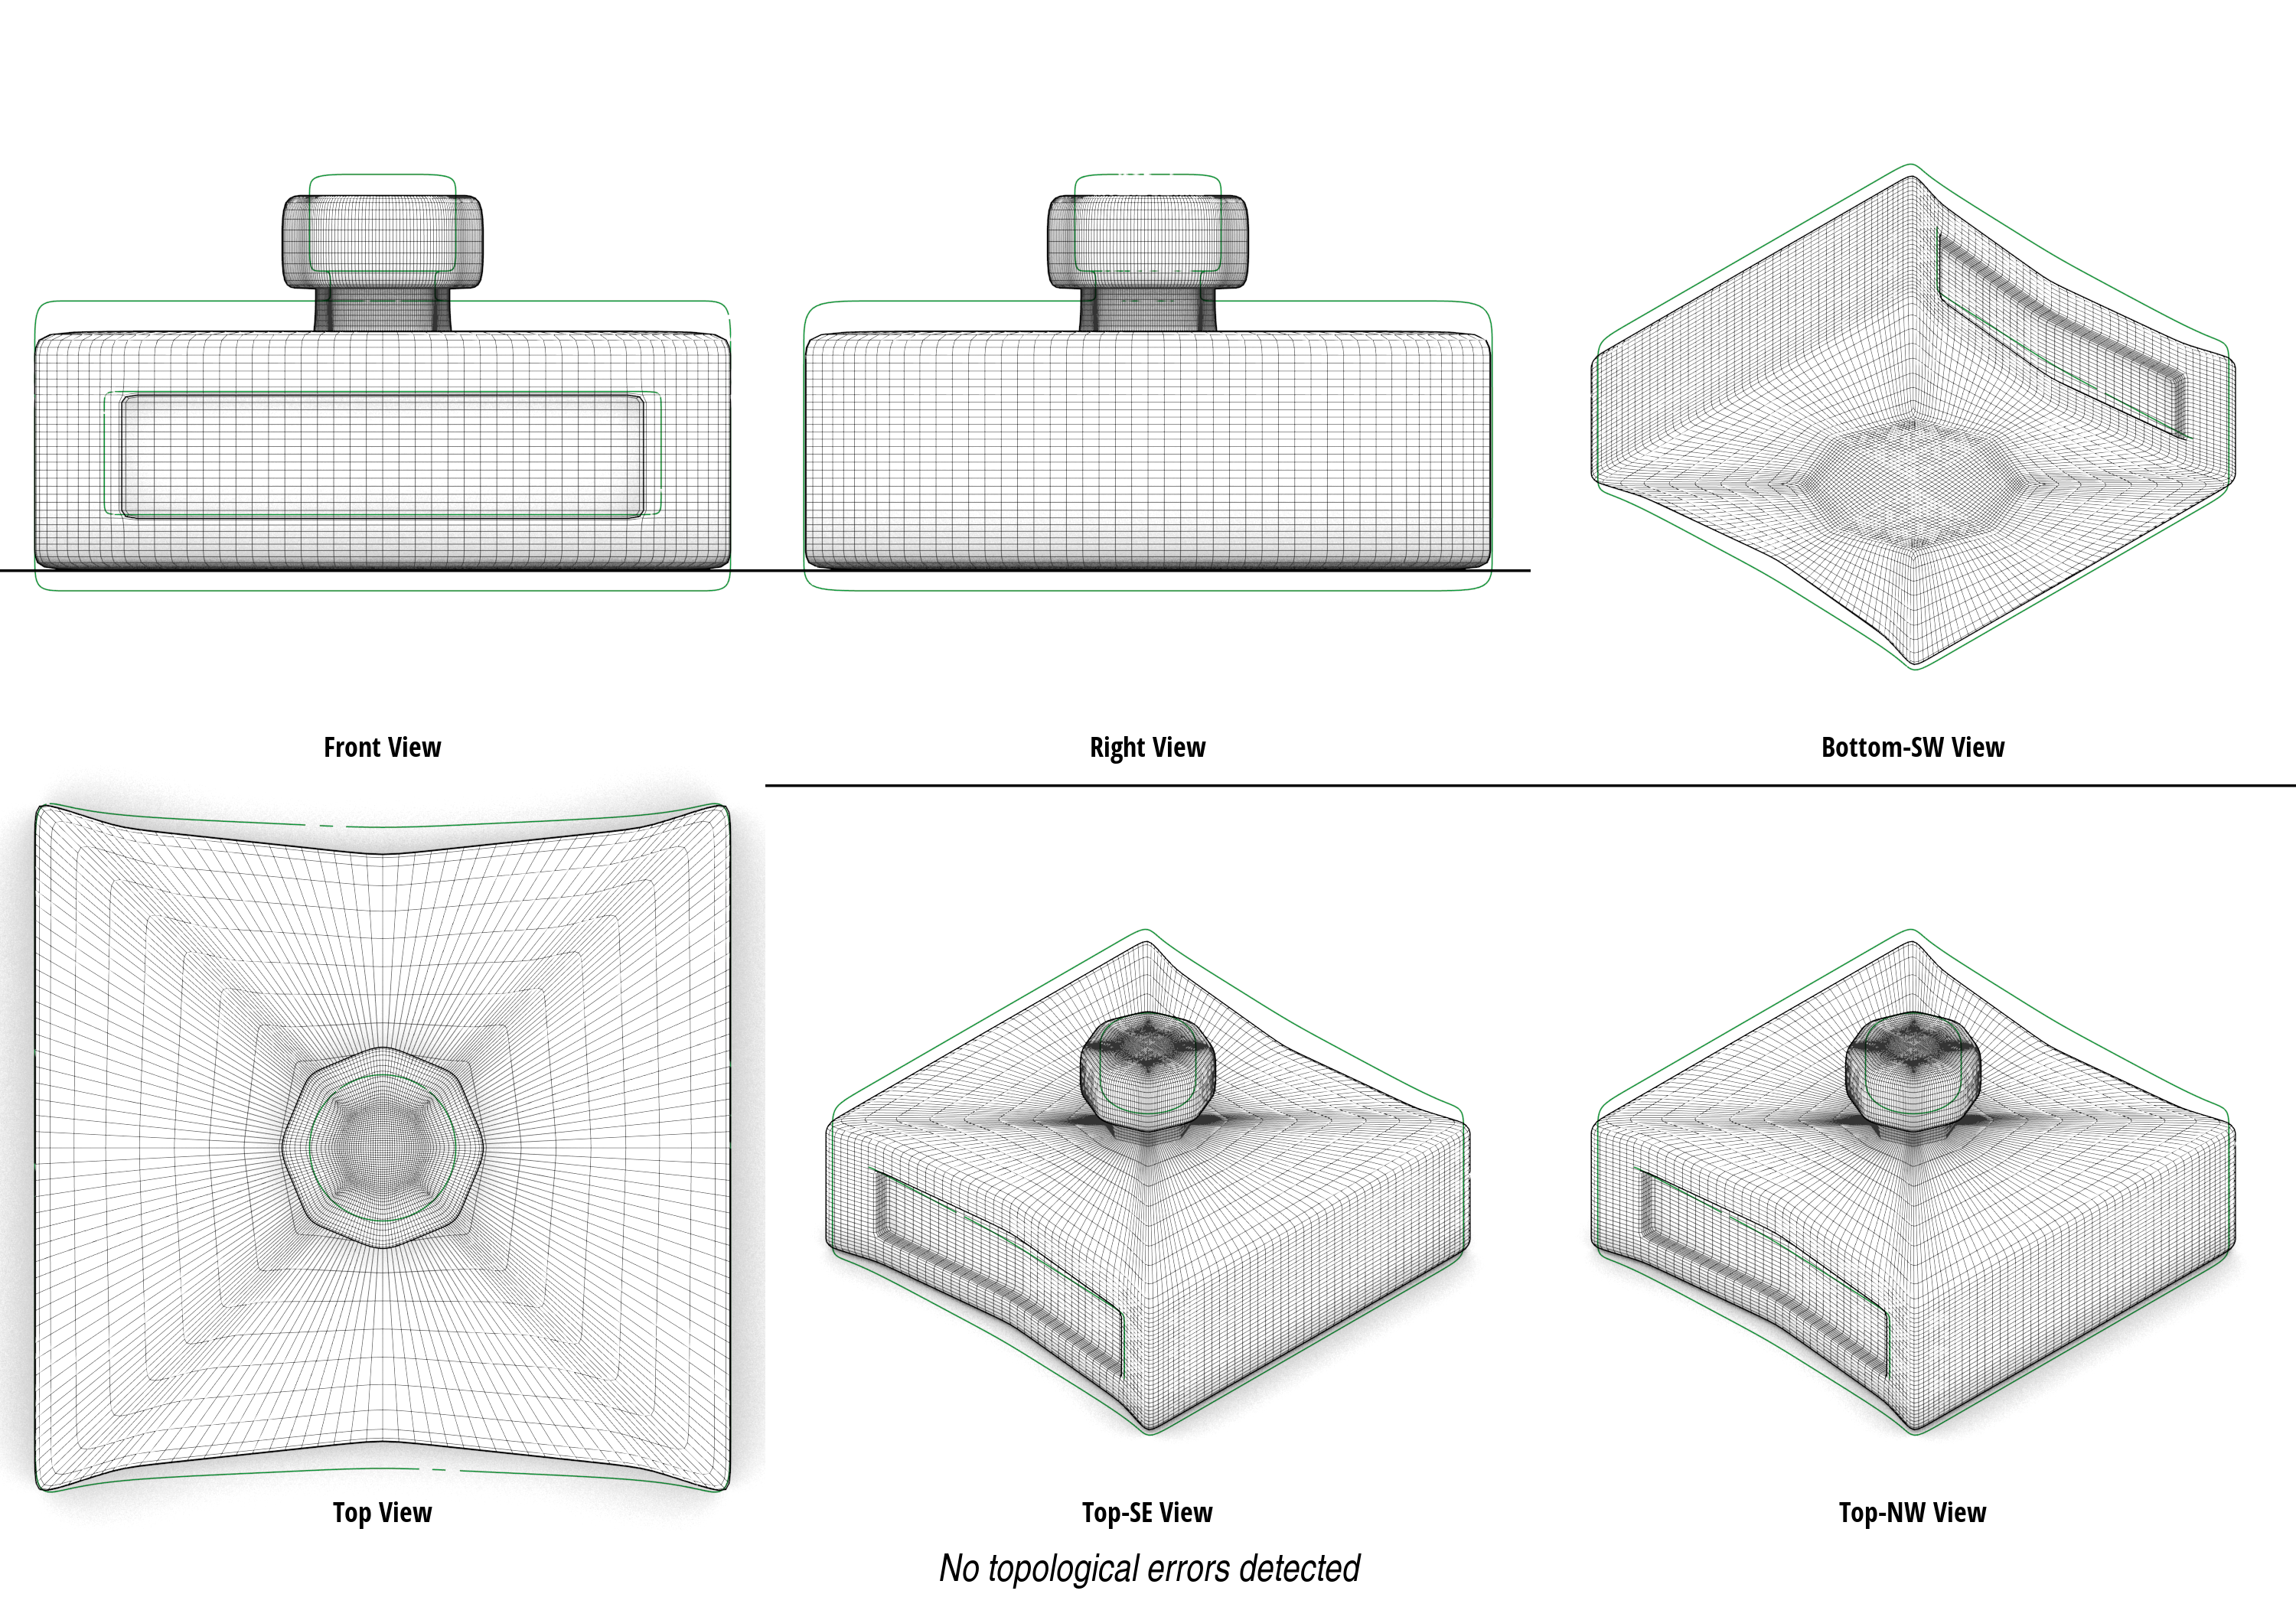 Front View
Right View
Bottom-SW View
Top View
Top-SE View
Top-NW View
No topological errors detected